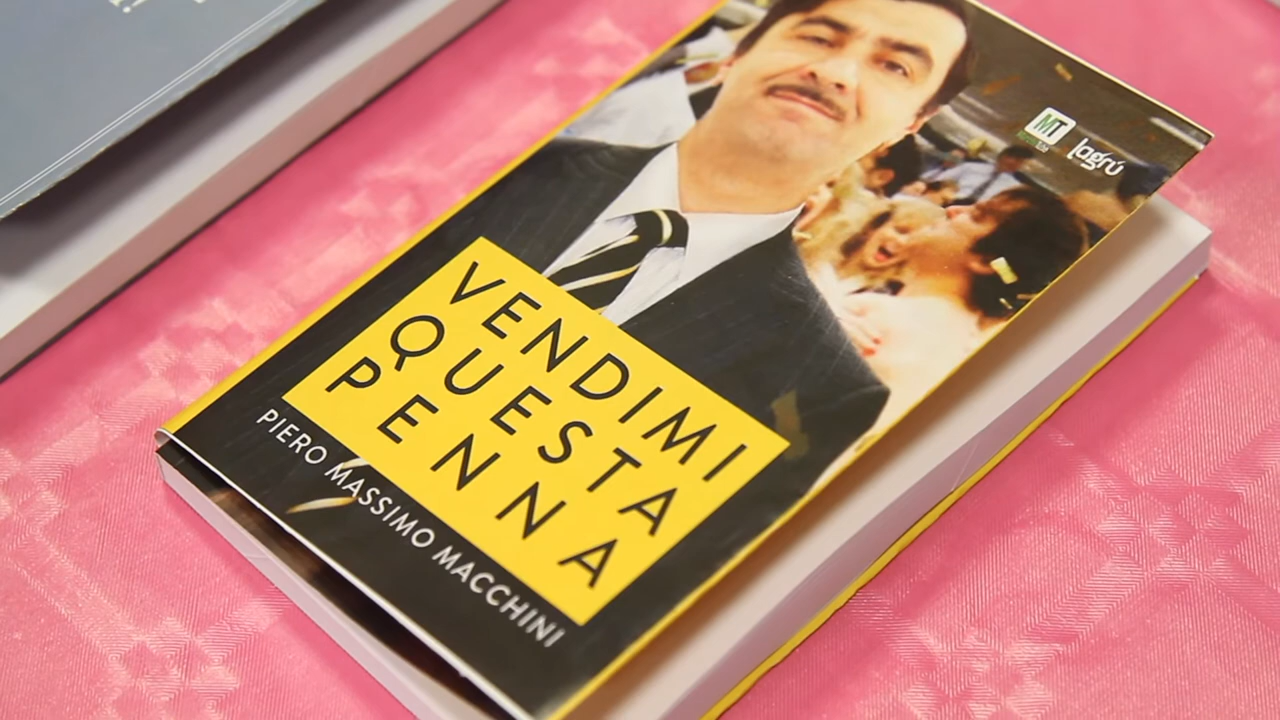 MT
lagrú
VENDIMI
QUESTA
PENNA
PIERO MASSIMO MACCHINI